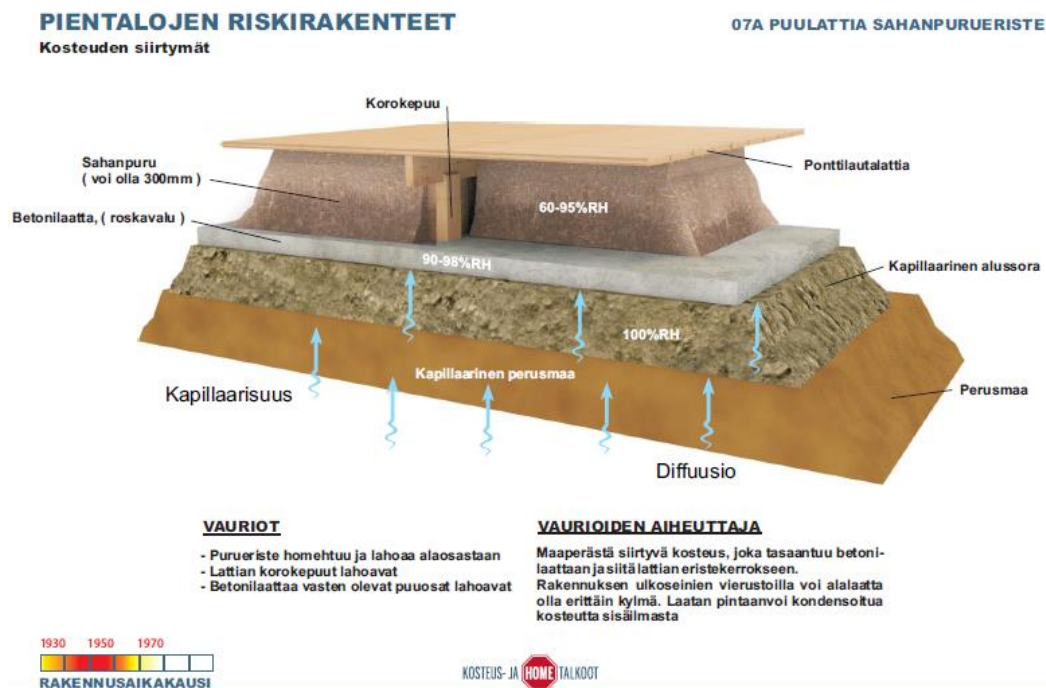 PIENTALOJEN RISKIRAKENTEET
07A PUULATTIA SAHANPURUERISTE
Kosteuden siirtymät
Korokepuu
Sahanpuru
( voi olla 300mm )
Ponttilautalattia
60-95%RH
Betonilaatta, ( roskavalu )
90-98%RH
Kapillaarinen alussora
100%RH
Kapillaarinen perusmaa
Kapillaarisuus
Perusmaa
Diffuusio
VAURIOT
- Purueriste homehtuu ja lahoaa alaosastaan
- Lattian korokepuut lahoavat
- Betonilaattaa vasten olevat puuosat lahoavat
VAURIOIDEN AIHEUTTAJA
Maaperästä siirtyvä kosteus, joka tasaantuu betoni-
laattaan ja siitä lattian eristekerrokseen.
Rakennuksen ulkoseinien vierustoilla voi alalaatta
olla erittäin kylmä. Laatan pintaanvoi kondensoitua
kosteutta sisäilmasta
1930 1950 1970
RAKENNUSAIKAKAUSI
KOSTEUS- JA HOME TALKOOT